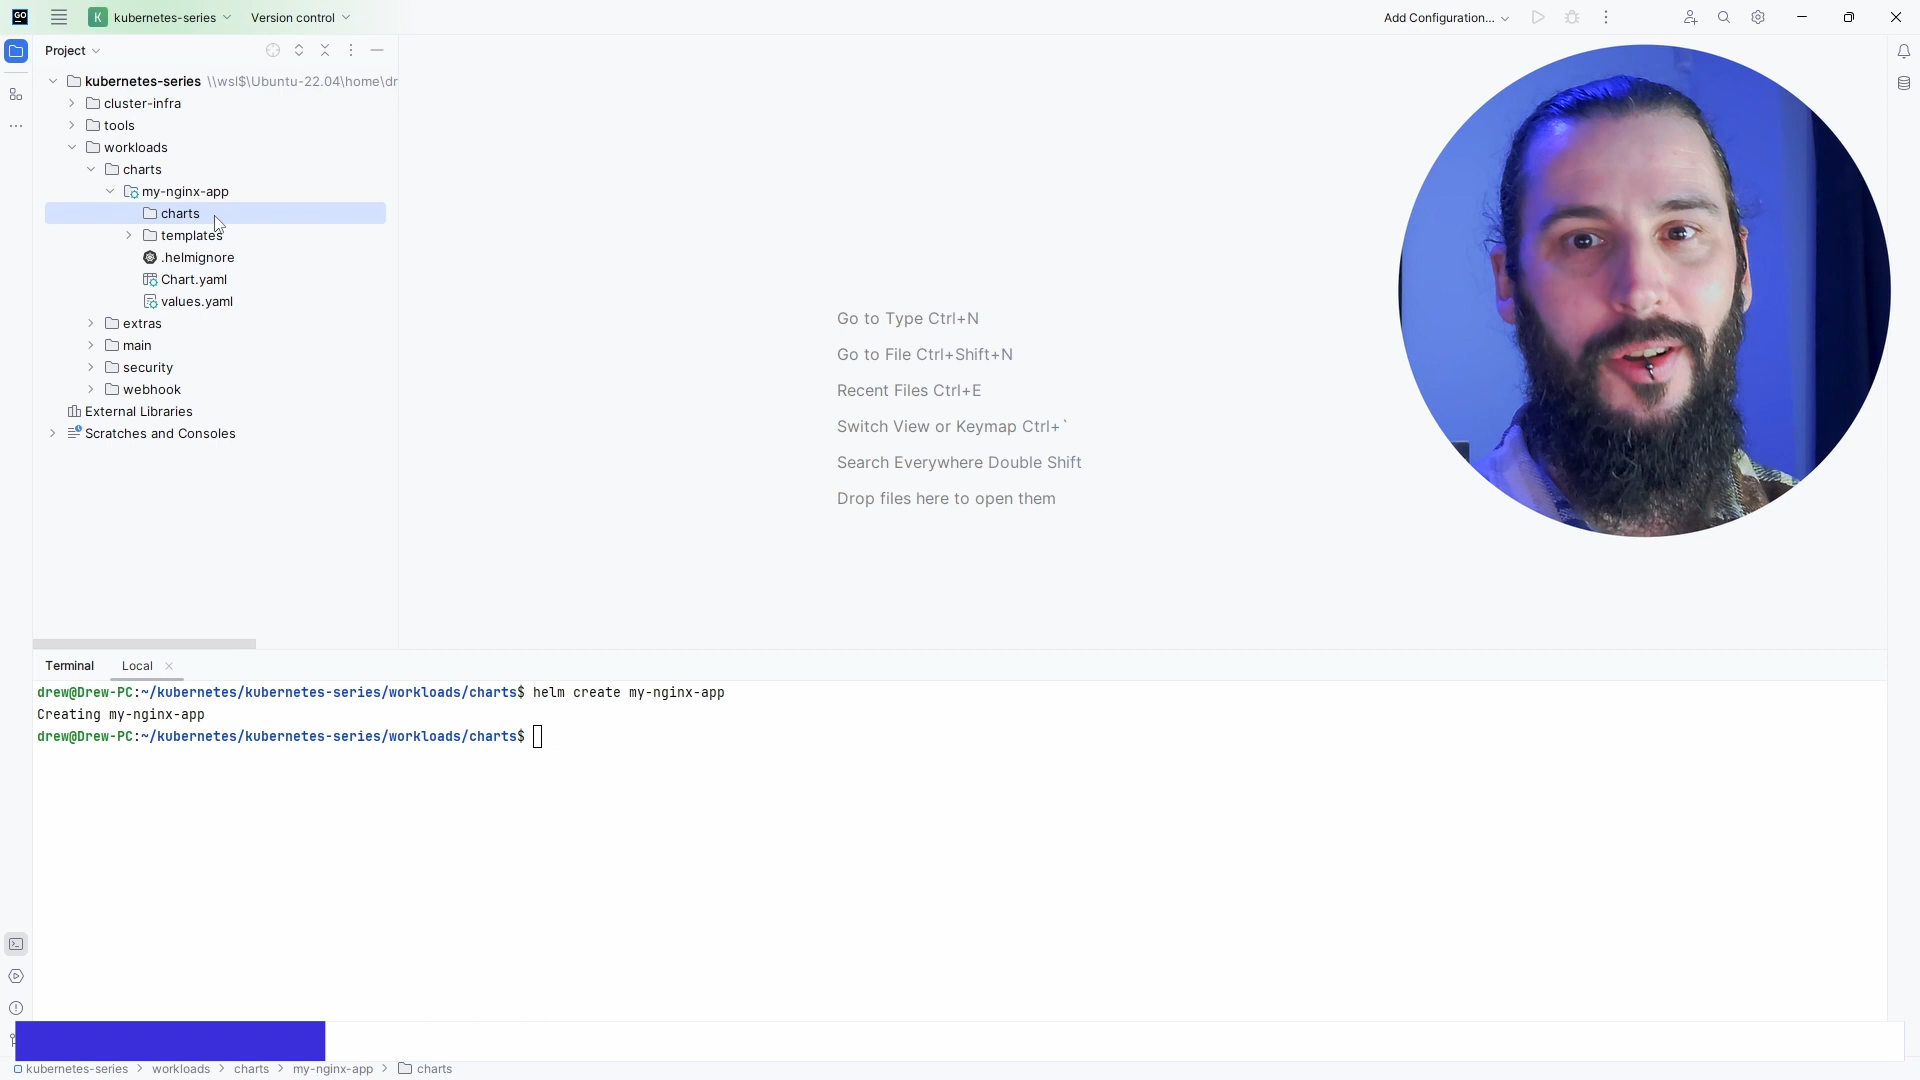 GO
K kubernetes-series
Version control
Add Configuration...
Project
kubernetes-series \\wsl$\Ubuntu-22.04\home\dr
cluster-infra
tools
workloads
charts
my-nginx-app
charts
templates
.helmignore
Chart.yaml
values.yaml
extras
main
security
webhook
External Libraries
Scratches and Consoles
Go to Type Ctrl+N
Go to File Ctrl+Shift+N
Recent Files Ctrl+E
Switch View or Keymap Ctrl+`
Search Everywhere Double Shift
Drop files here to open them
Terminal
Local
drew@Drew-PC:~/kubernetes/kubernetes-series/workloads/charts$ helm create my-nginx-app
Creating my-nginx-app
drew@Drew-PC:~/kubernetes/kubernetes-series/workloads/charts$
kubernetes-series > workloads > charts > my-nginx-app > charts